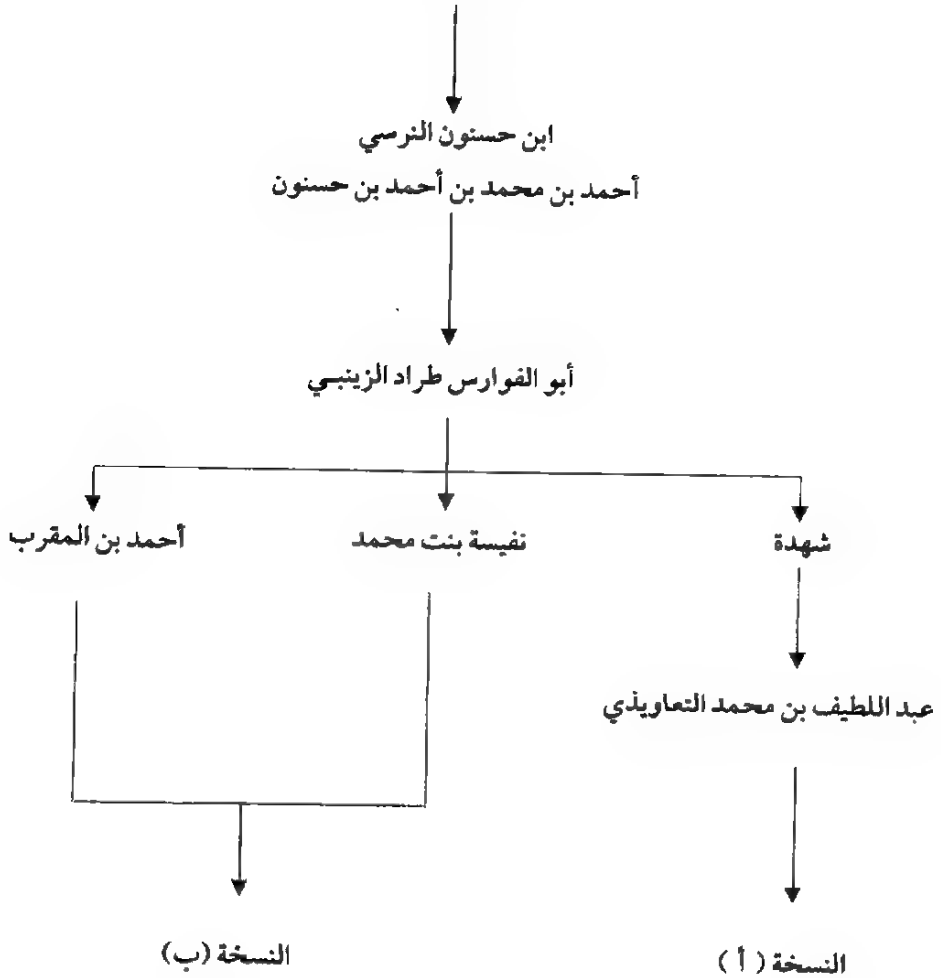 ابن حسنون النرسي
أحمد بن محمد بن أحمد بن حسنون
أبو الفوارس طراد الزينبي
شهدة
نفيسة بنت محمد
أحمد بن المقرب
عبد اللطيف بن محمد التعاويذي
النسخة ( أ )
النسخة (ب)